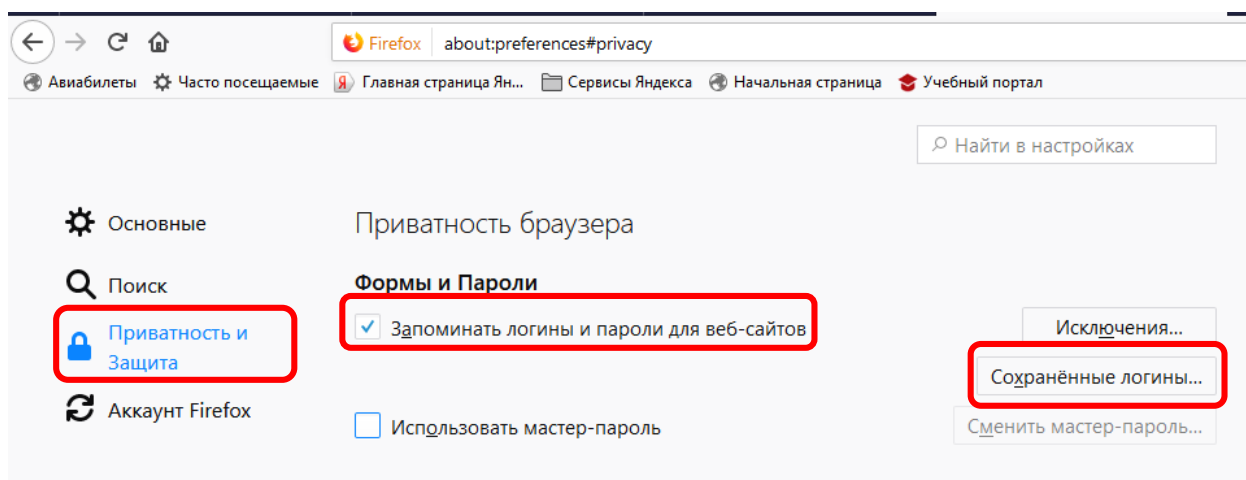 Firefox about:preferences#privacy
Авиабилеты Часто посещаемые Главная страница Ян... Сервисы Яндекса Начальная страница Учебный портал
Найти в настройках
Основные
Приватность браузера
Поиск
Формы и Пароли
Приватность и
Защита
Запоминать логины и пароли для веб-сайтов
Исключения...
Сохранённые логины...
Аккаунт Firefox
Использовать мастер-пароль
Сменить мастер-пароль...